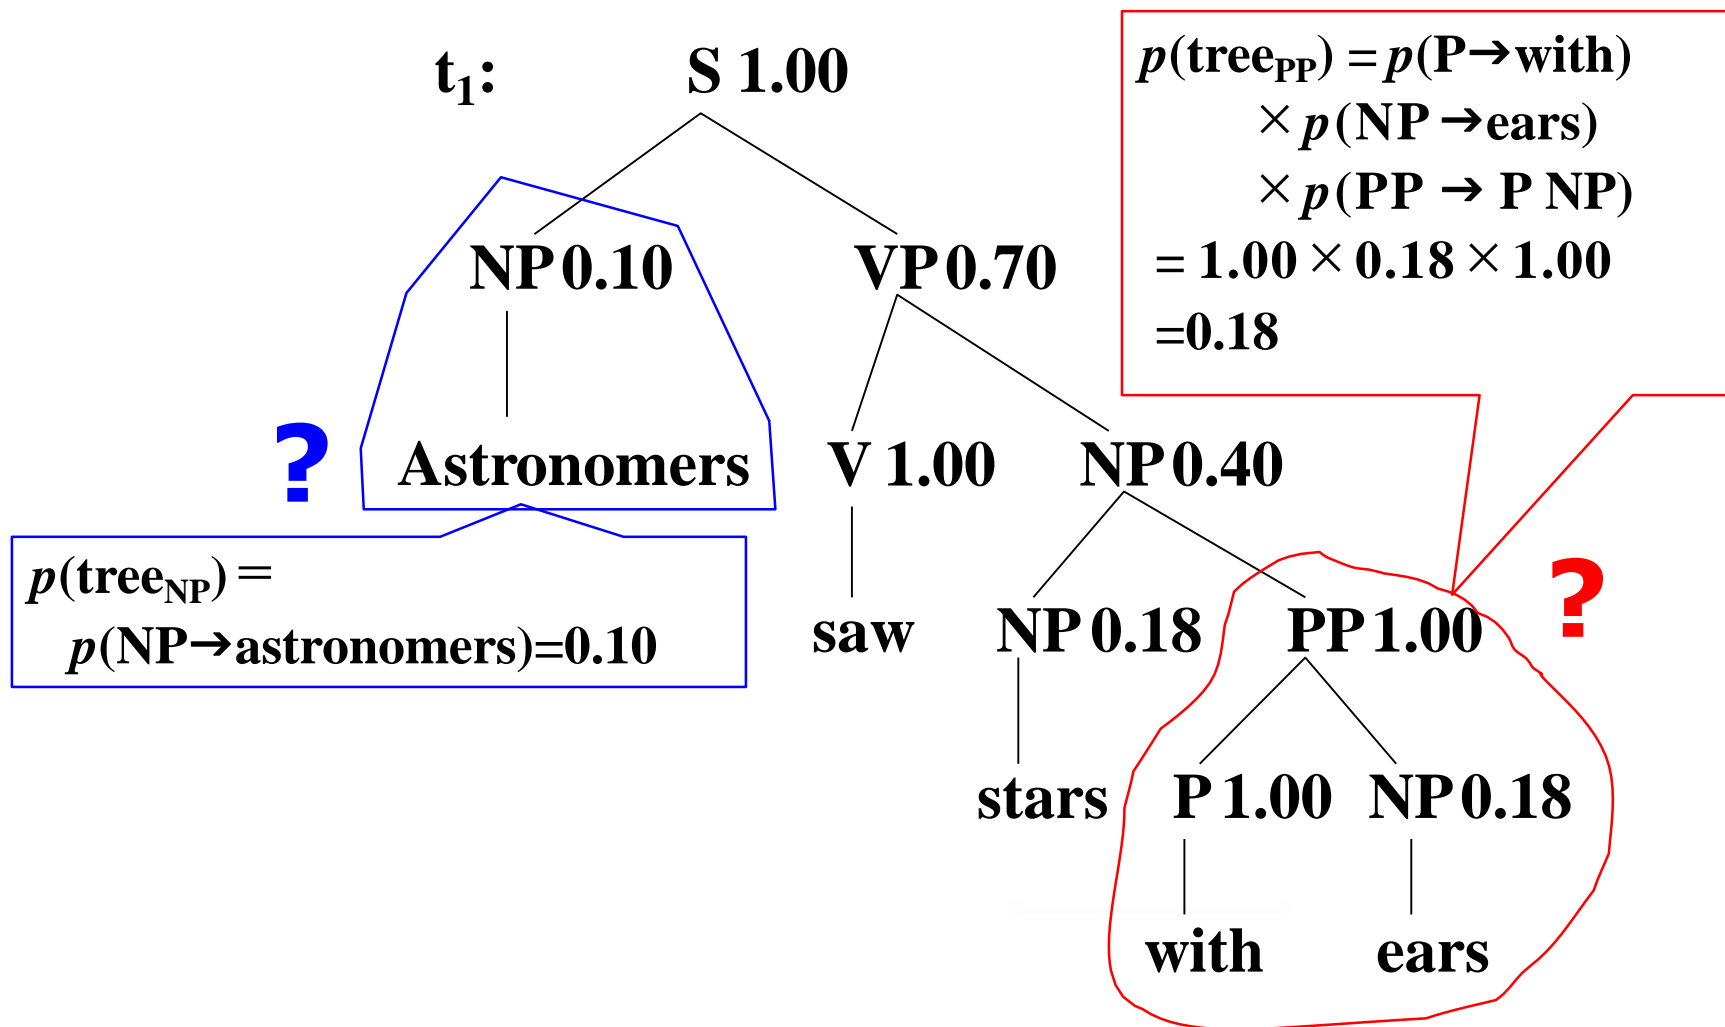 t₁: S 1.00
p(tree_PP) = p(P→with)
× p(NP →ears)
× p(PP → P NP)
= 1.00 × 0.18 × 1.00
=0.18
NP 0.10 VP 0.70
? Astronomers V 1.00 NP 0.40
p(tree_NP) =
p(NP→astronomers)=0.10
saw NP 0.18 PP 1.00 ?
stars P 1.00 NP 0.18
with ears